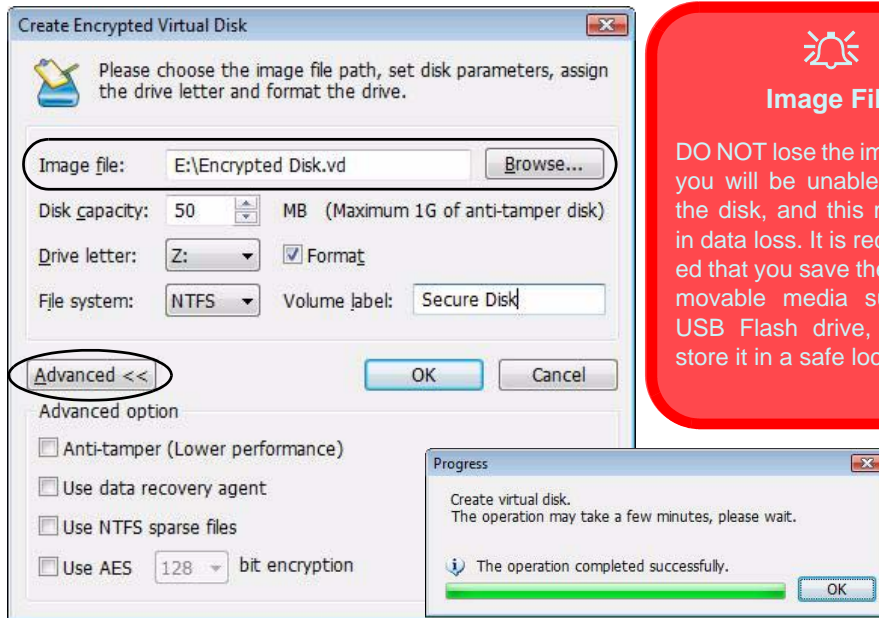 Create Encrypted Virtual Disk
Please choose the image file path, set disk parameters, assign
the drive letter and format the drive.
Image file: E:\Encrypted Disk.vd Browse...
Disk capacity: 50 MB (Maximum 1G of anti-tamper disk)
Drive letter: Z: Format
File system: NTFS Volume label: Secure Disk
Advanced << OK Cancel
Advanced option
Anti-tamper (Lower performance)
Use data recovery agent
Use NTFS sparse files
Use AES 128 bit encryption
Image Fil
DO NOT lose the im
you will be unable
the disk, and this
in data loss. It is rec
ed that you save the
movable media su
USB Flash drive,
store it in a safe loc
Progress
Create virtual disk.
The operation may take a few minutes, please wait.
The operation completed successfully.
OK